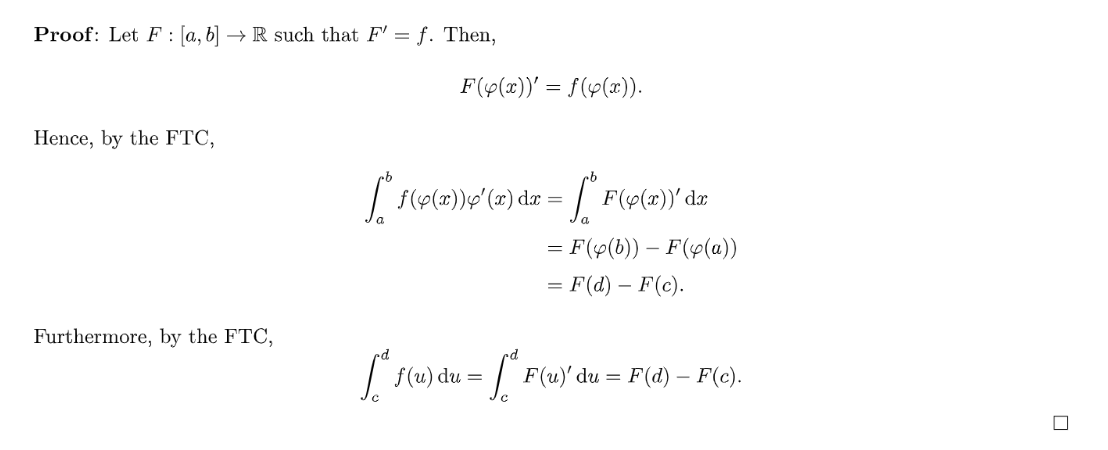 Proof: Let F : [a, b] → ℝ such that F′ = f. Then,
F(φ(x))′ = f(φ(x)).
Hence, by the FTC,
∫_a^b f(φ(x))φ′(x) dx = ∫_a^b F(φ(x))′ dx
= F(φ(b)) − F(φ(a))
= F(d) − F(c).
Furthermore, by the FTC,
∫_c^d f(u) du = ∫_c^d F(u)′ du = F(d) − F(c).
□